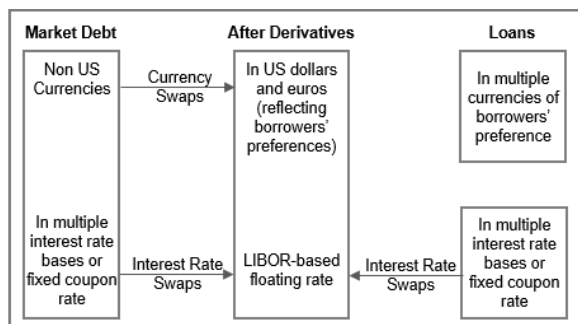 Market Debt
After Derivatives
Loans
Non US
Currencies
Currency
Swaps
In US dollars
and euros
(reflecting
borrowers'
preferences)
In multiple
currencies of
borrowers'
preference
In multiple
interest rate
bases or
fixed coupon
rate
Interest Rate
Swaps
LIBOR-based
floating rate
Interest Rate
Swaps
In multiple
interest rate
bases or
fixed coupon
rate